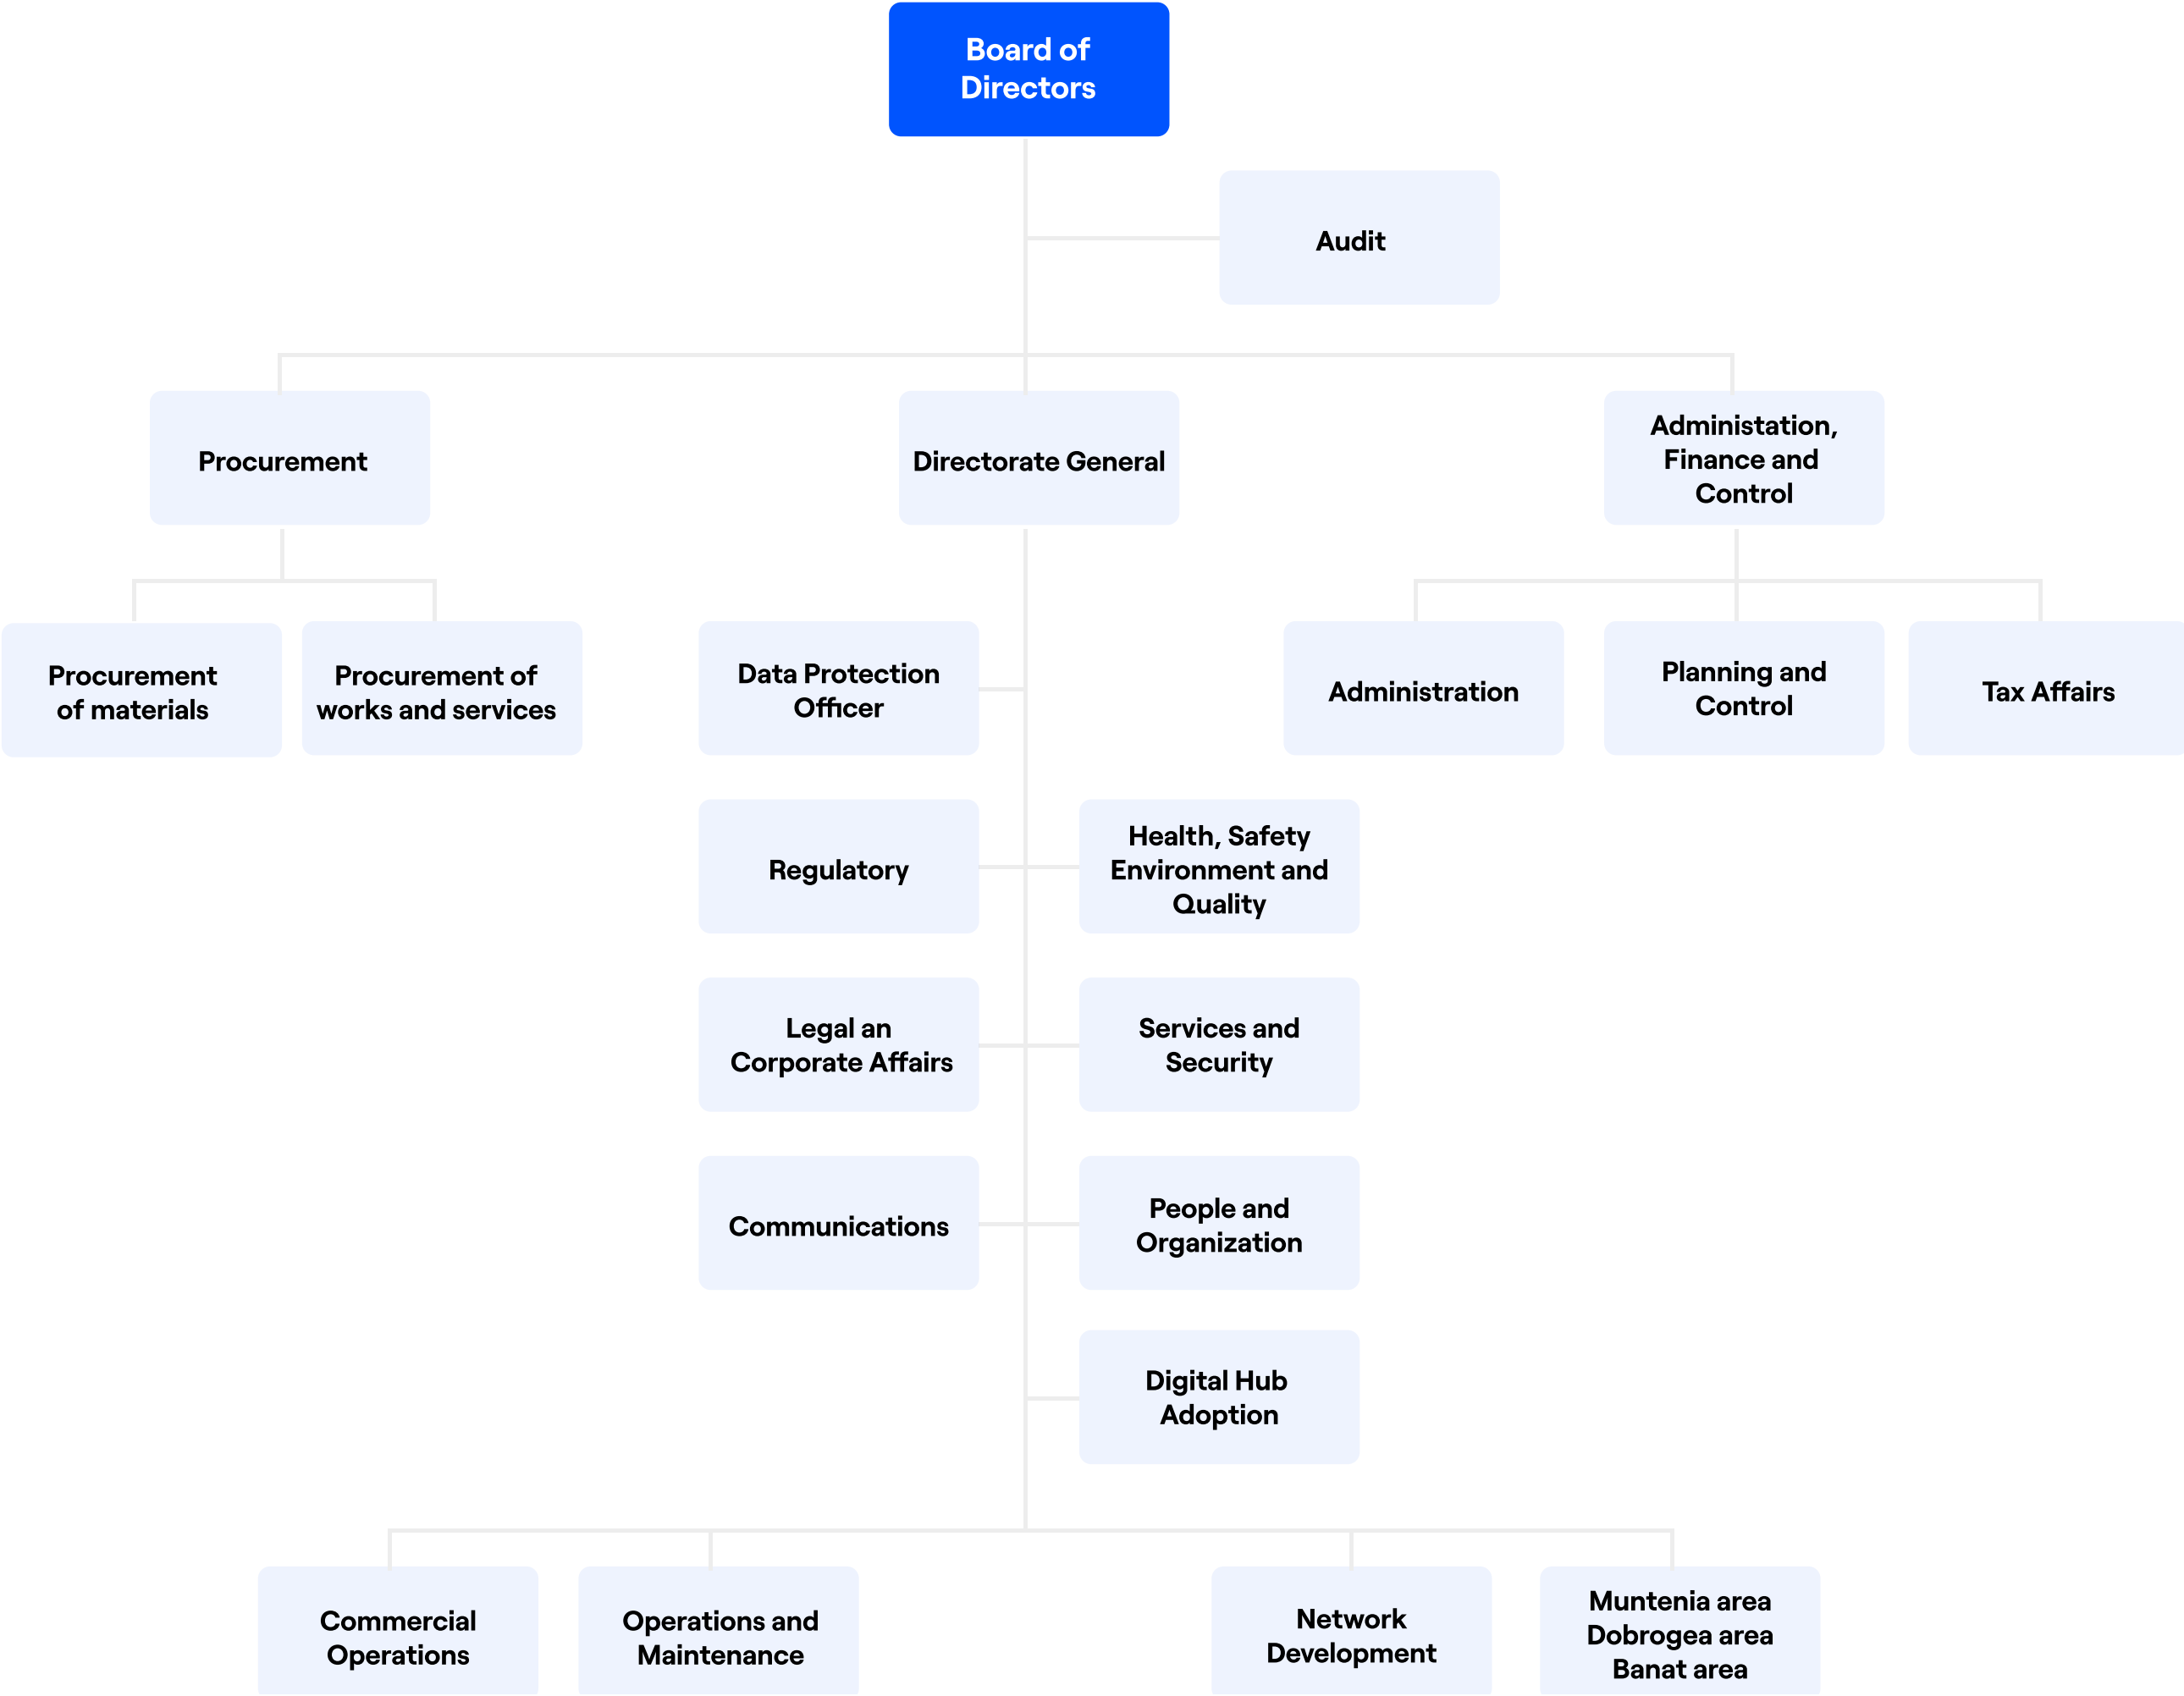 Board of
Directors
Audit
Procurement
Directorate General
Administation,
Finance and
Control
Procurement
of materials
Procurement of
works and services
Data Protection
Officer
Administration
Planning and
Control
Tax Affairs
Regulatory
Health, Safety
Environment and
Quality
Legal an
Corporate Affairs
Services and
Security
Communications
People and
Organization
Digital Hub
Adoption
Commercial
Operations
Operations and
Maintenance
Network
Development
Muntenia area
Dobrogea area
Banat area